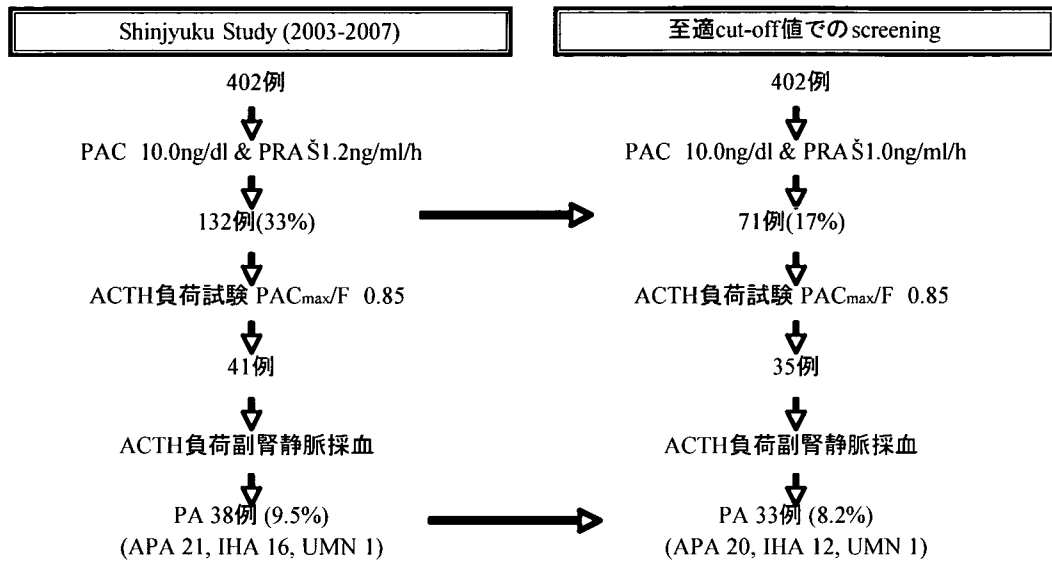 Shinjyuku Study (2003-2007)
402例
PAC 10.0ng/dl & PRA Š1.2ng/ml/h
132例(33%)
ACTH負荷試験 PACmax/F 0.85
41例
ACTH負荷副腎静脈採血
PA 38例 (9.5%)
(APA 21, IHA 16, UMN 1)
至適cut-off値でのscreening
402例
PAC 10.0ng/dl & PRA Š1.0ng/ml/h
71例(17%)
ACTH負荷試験 PACmax/F 0.85
35例
ACTH負荷副腎静脈採血
PA 33例 (8.2%)
(APA 20, IHA 12, UMN 1)